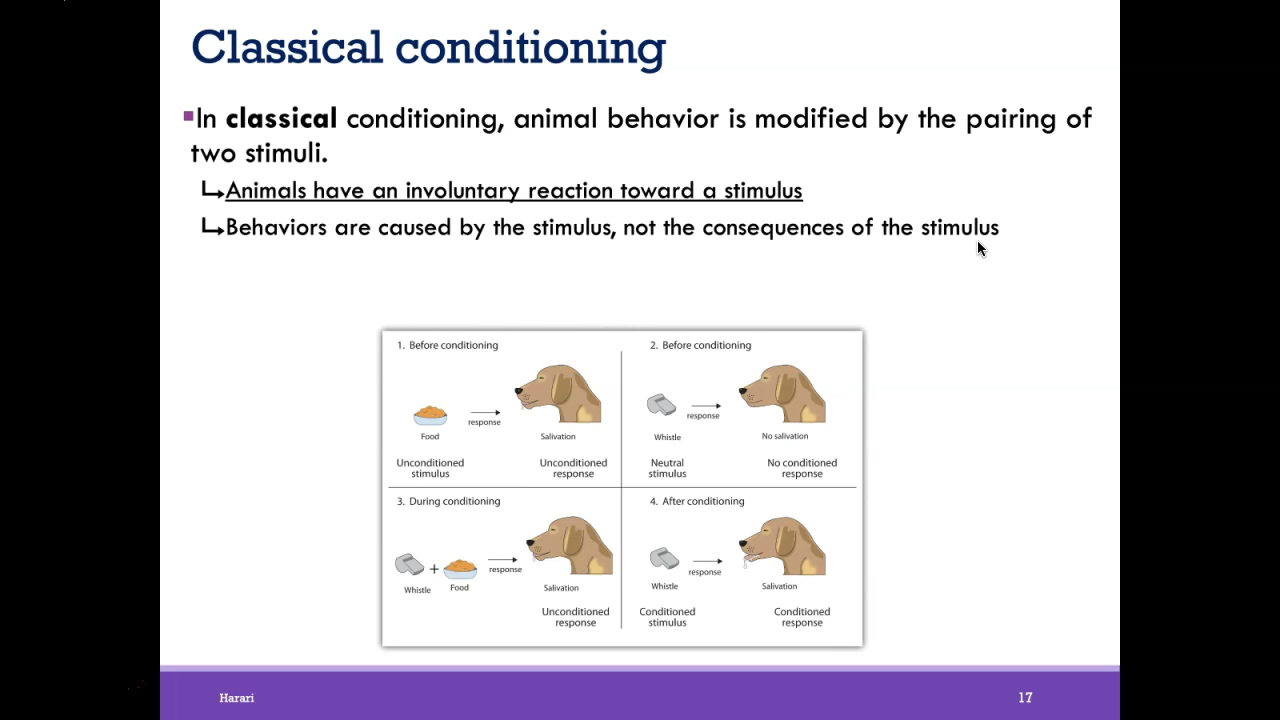 Classical conditioning
In classical conditioning, animal behavior is modified by the pairing of
two stimuli.
Animals have an involuntary reaction toward a stimulus
Behaviors are caused by the stimulus, not the consequences of the stimulus
1. Before conditioning
response
Food
Salivation
Unconditioned
stimulus
Unconditioned
response
2. Before conditioning
response
Whistle
No salivation
Neutral
stimulus
No conditioned
response
3. During conditioning
+
response
Whistle
Food
Salivation
Unconditioned
response
4. After conditioning
response
Whistle
Salivation
Conditioned
stimulus
Conditioned
response
Harari
17